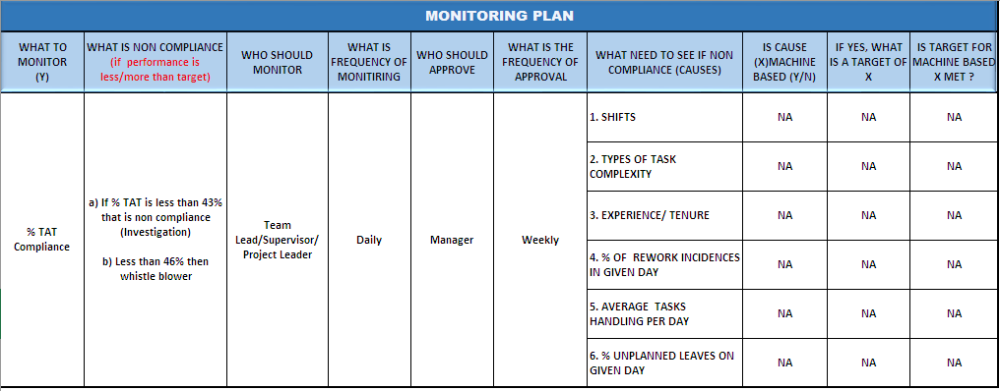 MONITORING PLAN
WHAT TO
MONITOR
(Y)
WHAT IS NON COMPLIANCE
(if performance is
less/more than target)
WHO SHOULD
MONITOR
WHAT IS
FREQUENCY OF
MONITIRING
WHO SHOULD
APPROVE
WHAT IS THE
FREQUENCY OF
APPROVAL
WHAT NEED TO SEE IF NON
COMPLIANCE (CAUSES)
IS CAUSE
(X)MACHINE
BASED (Y/N)
IF YES, WHAT
IS A TARGET OF
X
IS TARGET FOR
MACHINE BASED
X MET ?
% TAT
Compliance
a) If % TAT is less than 43%
that is non compliance
(Investigation)
b) Less than 46% then
whistle blower
Team
Lead/Supervisor/
Project Leader
Daily
Manager
Weekly
1. SHIFTS
NA
NA
NA
2. TYPES OF TASK
COMPLEXITY
NA
NA
NA
3. EXPERIENCE/ TENURE
NA
NA
NA
4. % OF REWORK INCIDENCES
IN GIVEN DAY
NA
NA
NA
5. AVERAGE TASKS
HANDLING PER DAY
NA
NA
NA
6. % UNPLANNED LEAVES ON
GIVEN DAY
NA
NA
NA